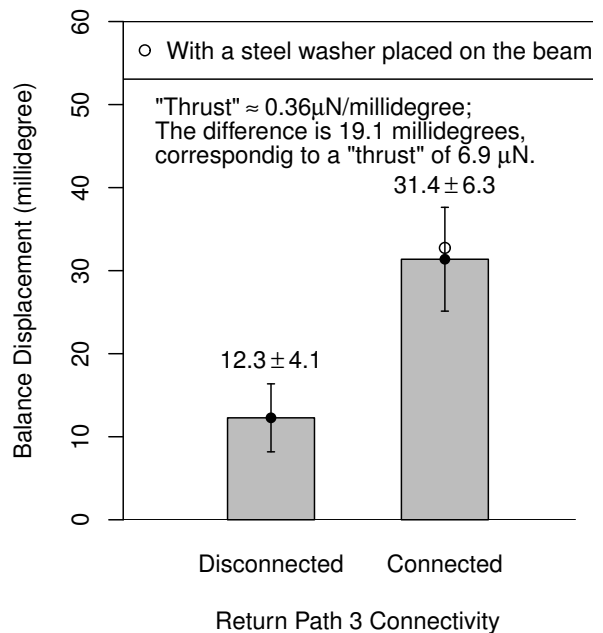 With a steel washer placed on the beam
"Thrust" ≈ 0.36μN/millidegree;
The difference is 19.1 millidegrees,
correspondig to a "thrust" of 6.9 μN.
31.4 ± 6.3
12.3 ± 4.1
Balance Displacement (millidegree)
60
50
40
30
20
10
0
Disconnected Connected
Return Path 3 Connectivity